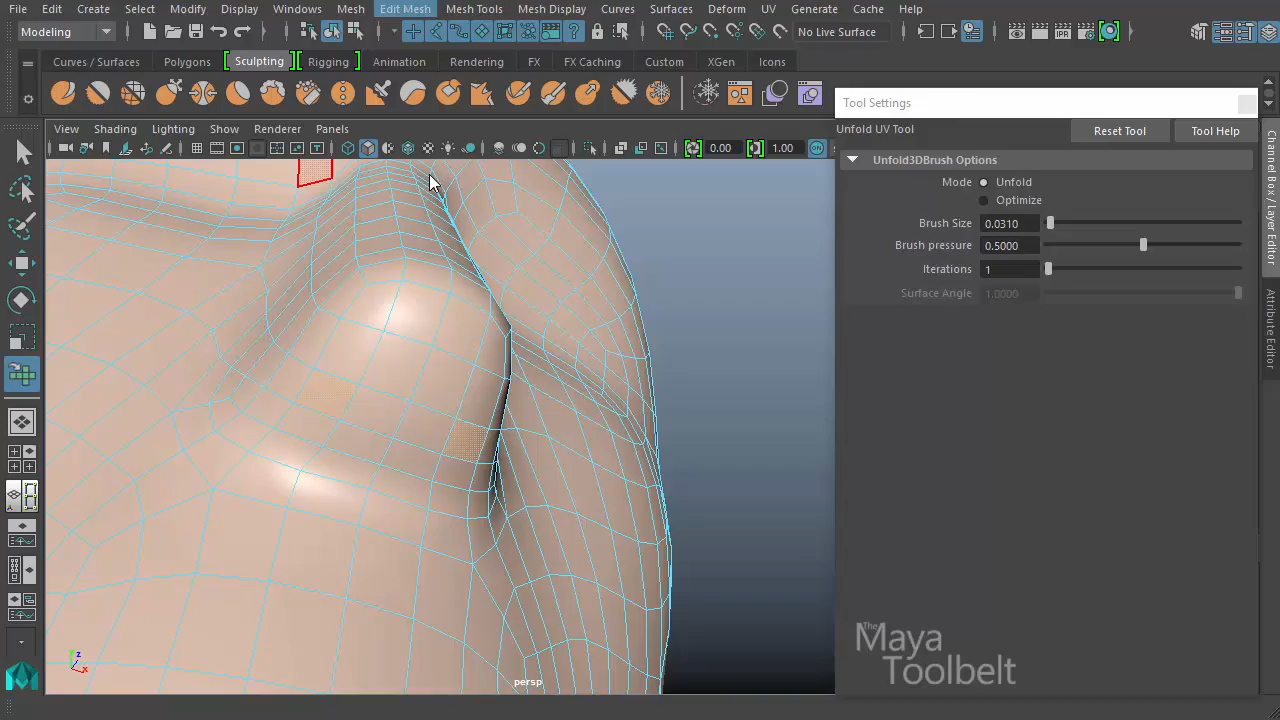 File Edit Create Select Modify Display Windows Mesh Edit Mesh Mesh Tools Mesh Display Curves Surfaces Deform UV Generate Cache Help
Modeling No Live Surface
Curves / Surfaces Polygons Sculpting Rigging Animation Rendering FX FX Caching Custom XGen Icons
View Shading Lighting Show Renderer Panels
0.00 1.00
Tool Settings
Unfold UV Tool Reset Tool Tool Help
Unfold3DBrush Options
Mode Unfold
Optimize
Brush Size 0.0310
Brush pressure 0.5000
Iterations 1
Surface Angle 1.0000
Channel Box / Layer Editor
Attribute Editor
IPR
z
x
persp
The
Maya
Toolbelt